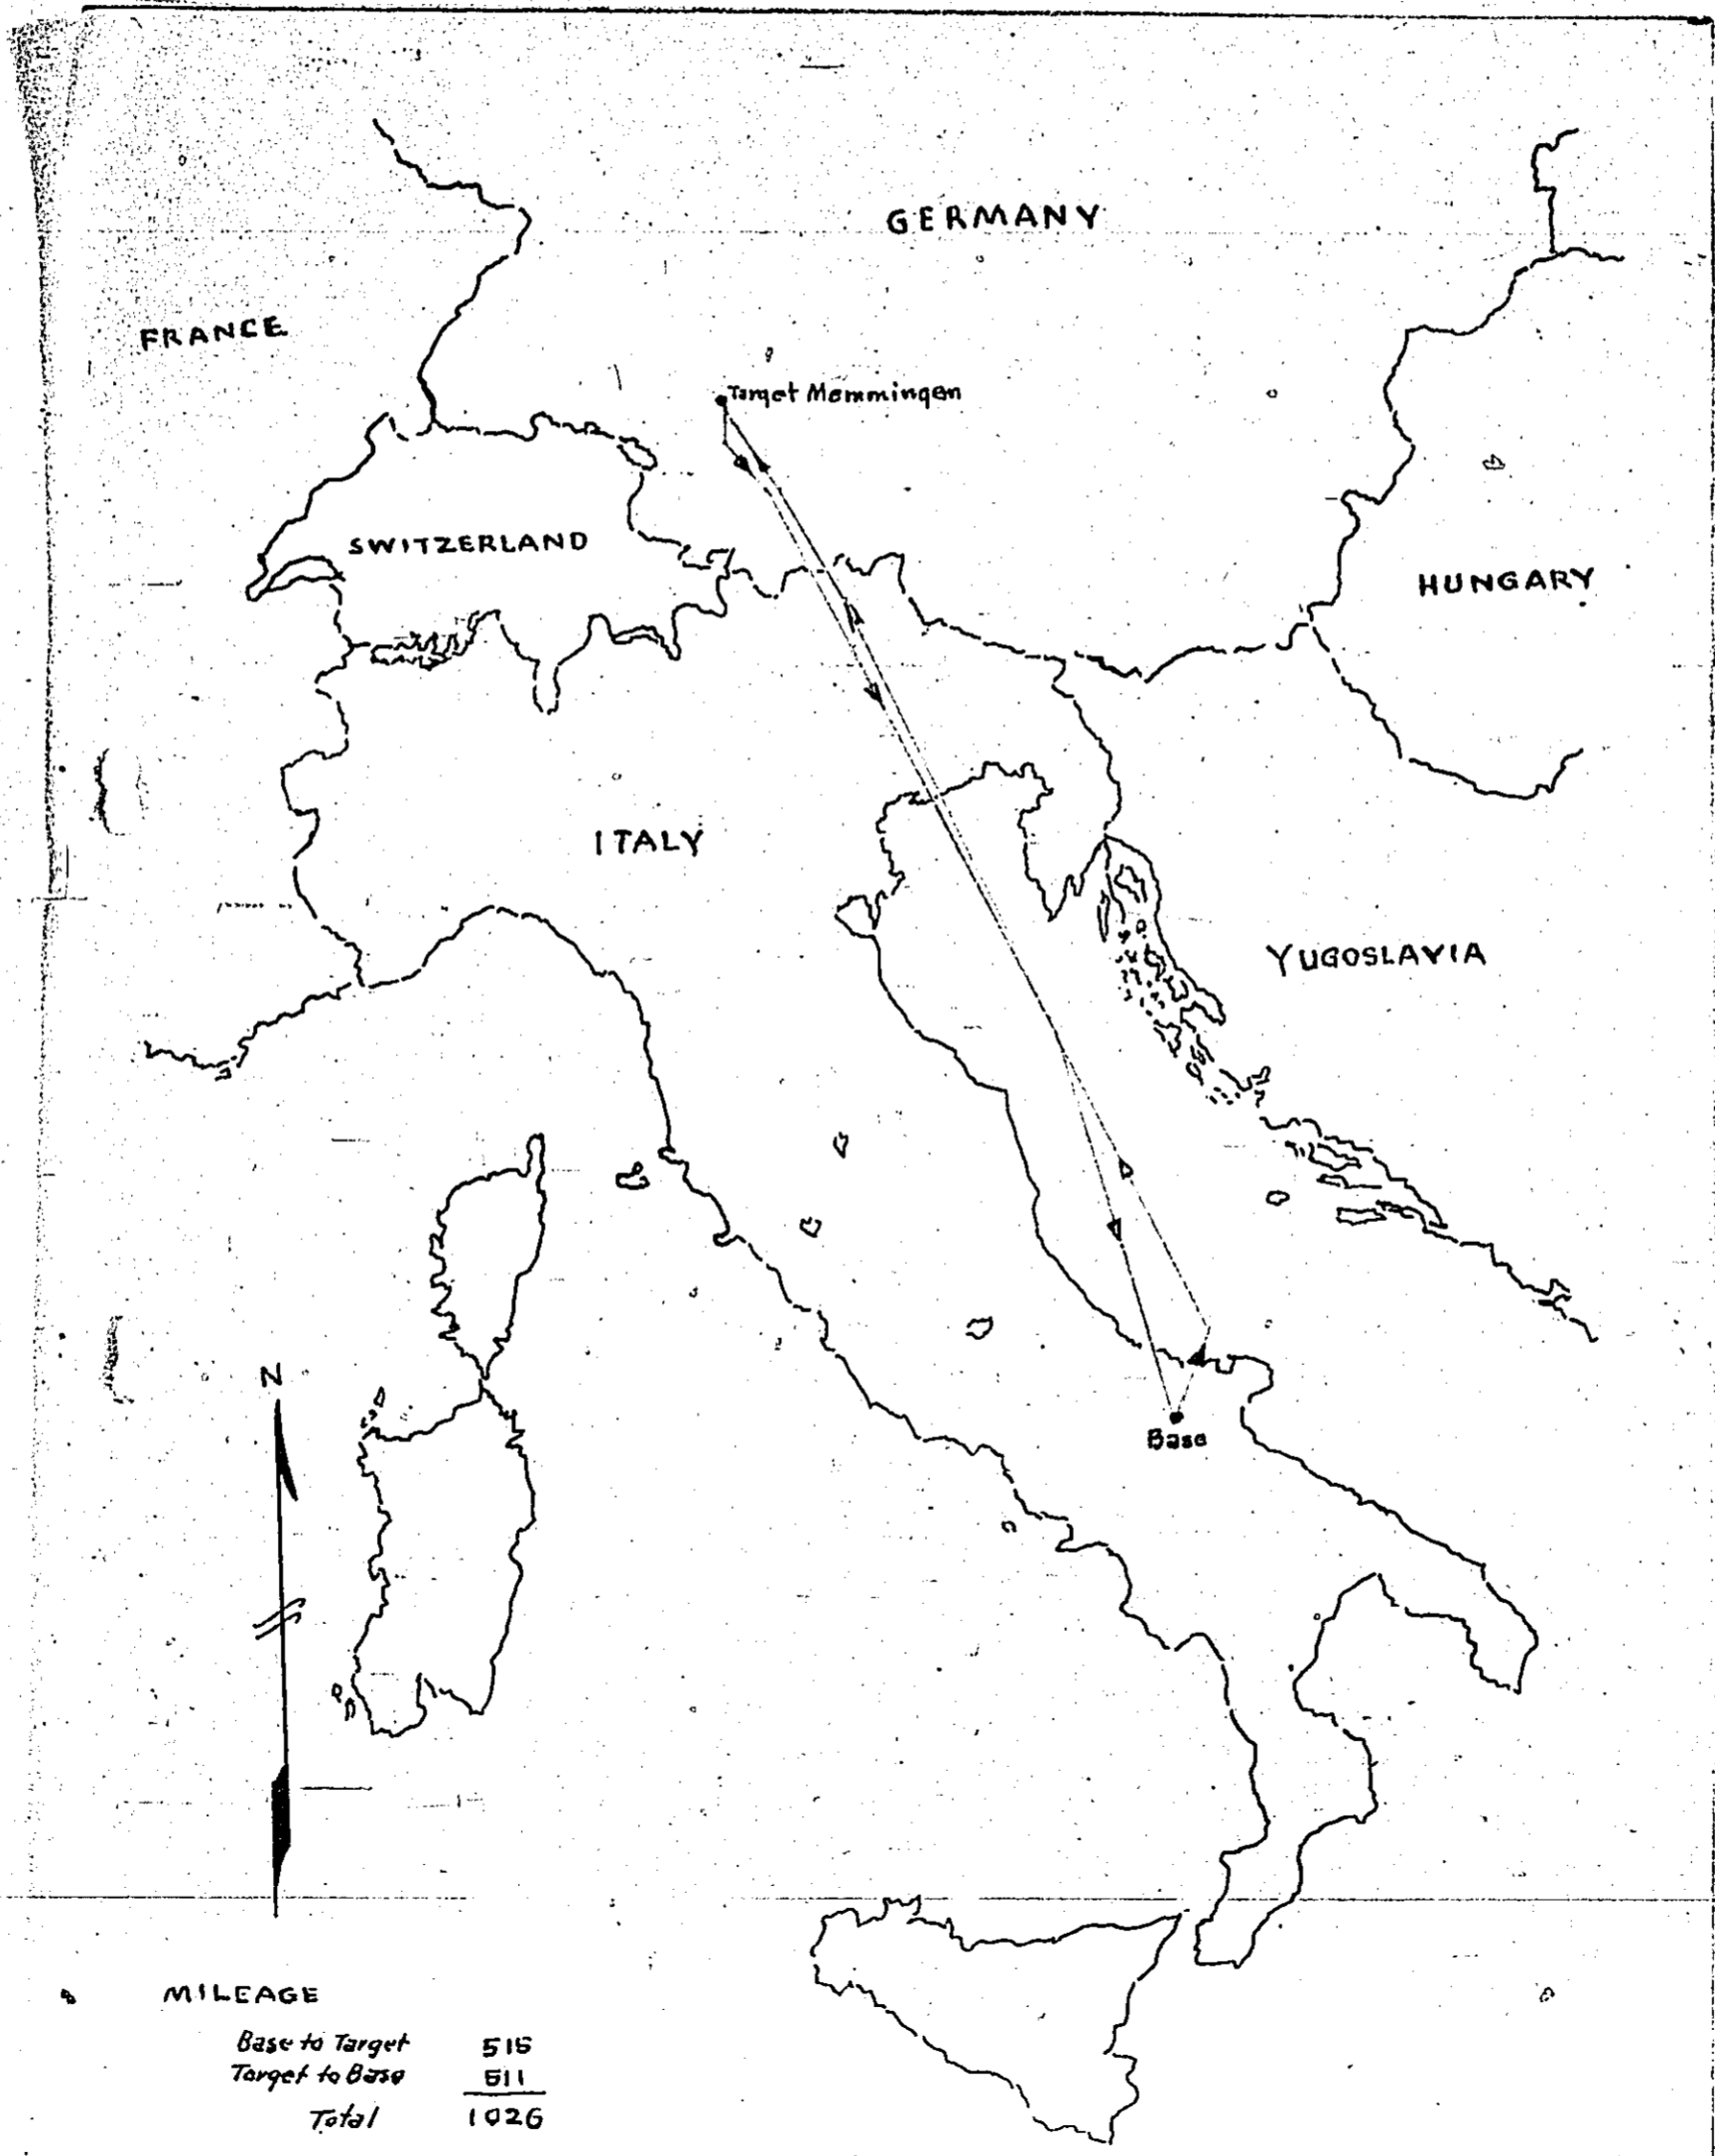 GERMANY
FRANCE
Target Memmingen
SWITZERLAND
HUNGARY
ITALY
YUGOSLAVIA
N
Base
MILEAGE
Base to Target 515
Target to Base 511
Total 1026